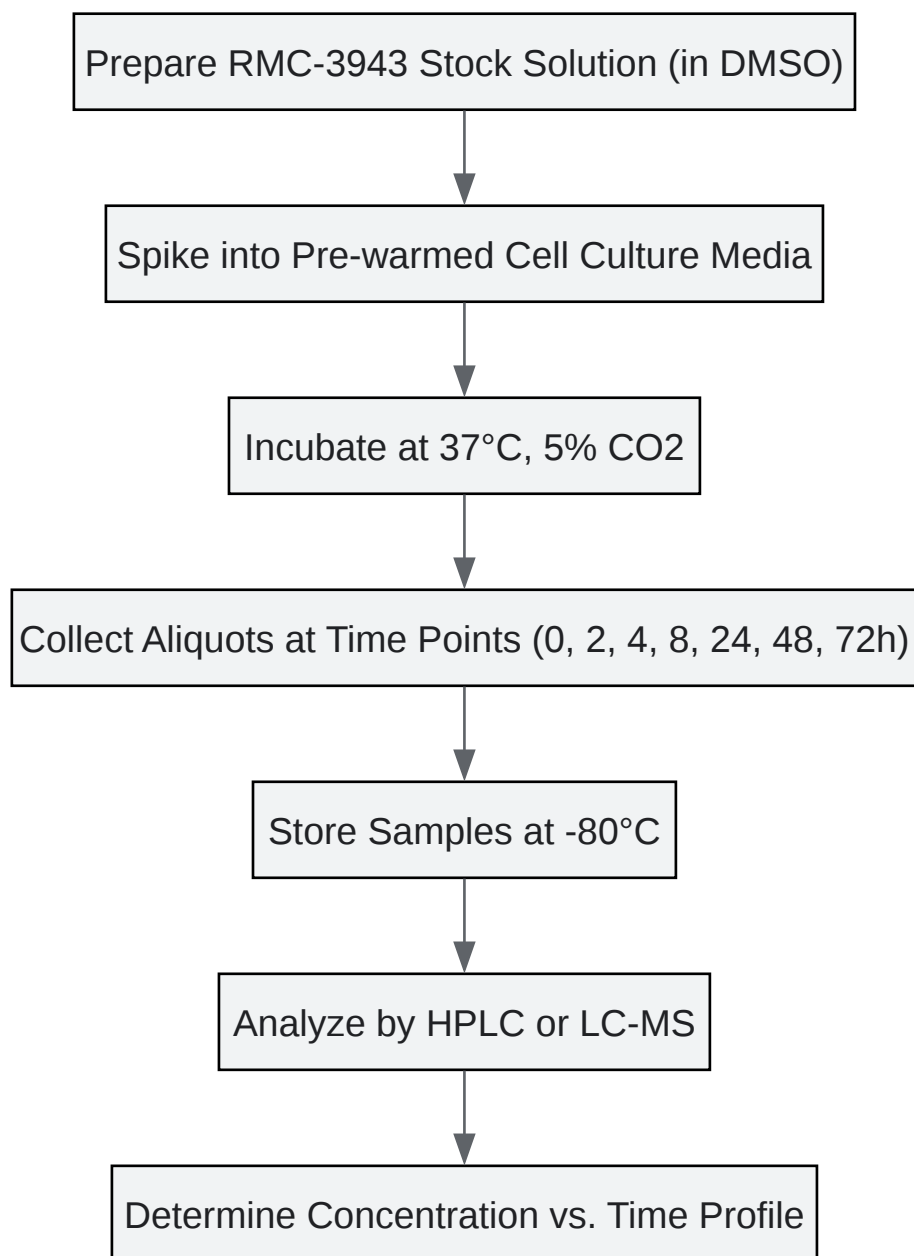 Prepare RMC-3943 Stock Solution (in DMSO)
Spike into Pre-warmed Cell Culture Media
Incubate at 37°C, 5% CO2
Collect Aliquots at Time Points (0, 2, 4, 8, 24, 48, 72h)
Store Samples at -80°C
Analyze by HPLC or LC-MS
Determine Concentration vs. Time Profile